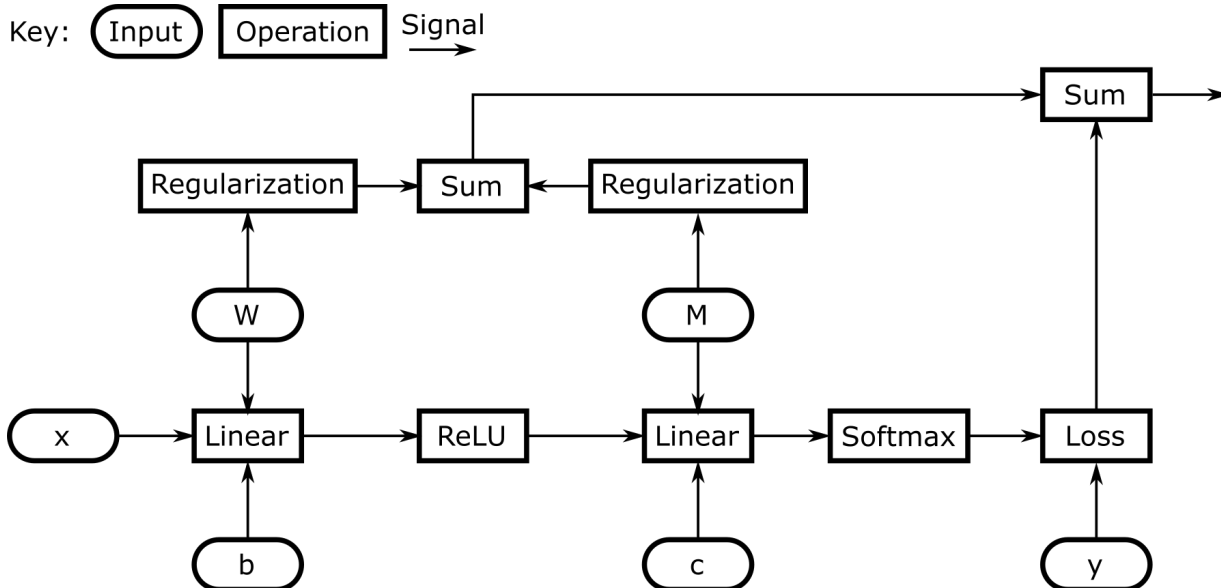 Key: Input Operation Signal
Sum
Regularization Sum Regularization
W M
x Linear ReLU Linear Softmax Loss
b c y